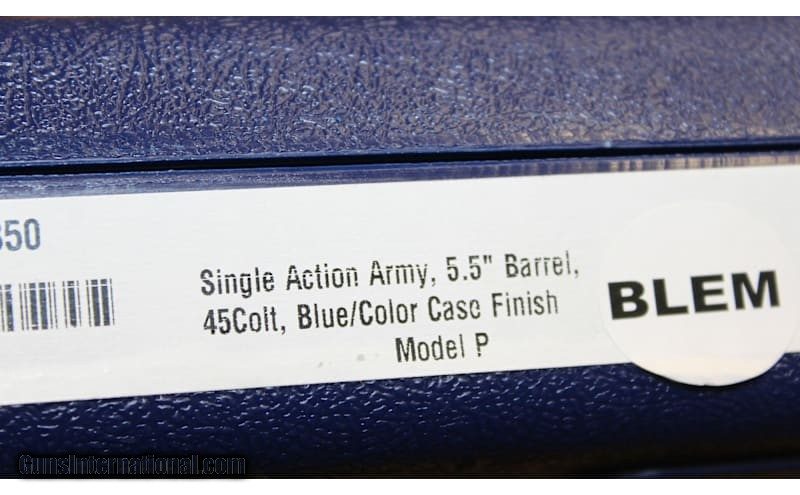 350
Single Action Army, 5.5" Barrel,
45Colt, Blue/Color Case Finish
Model P
BLEM
GunsInternational.com